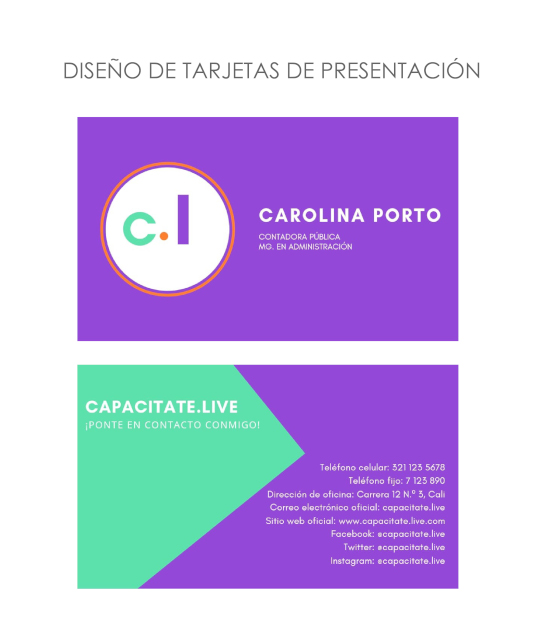 DISEÑO DE TARJETAS DE PRESENTACIÓN
c.l
CAROLINA PORTO
CONTADORA PÚBLICA
MG. EN ADMINISTRACIÓN
CAPACITATE.LIVE
¡PONTE EN CONTACTO CONMIGO!
Teléfono celular: 321 123 5678
Teléfono fijo: 7 123 890
Dirección de oficina: Carrera 12 N.º 3, Cali
Correo electrónico oficial: capacitate.live
Sitio web oficial: www.capacitate.live.com
Facebook: @capacitate.live
Twitter: @capacitate.live
Instagram: @capacitate.live